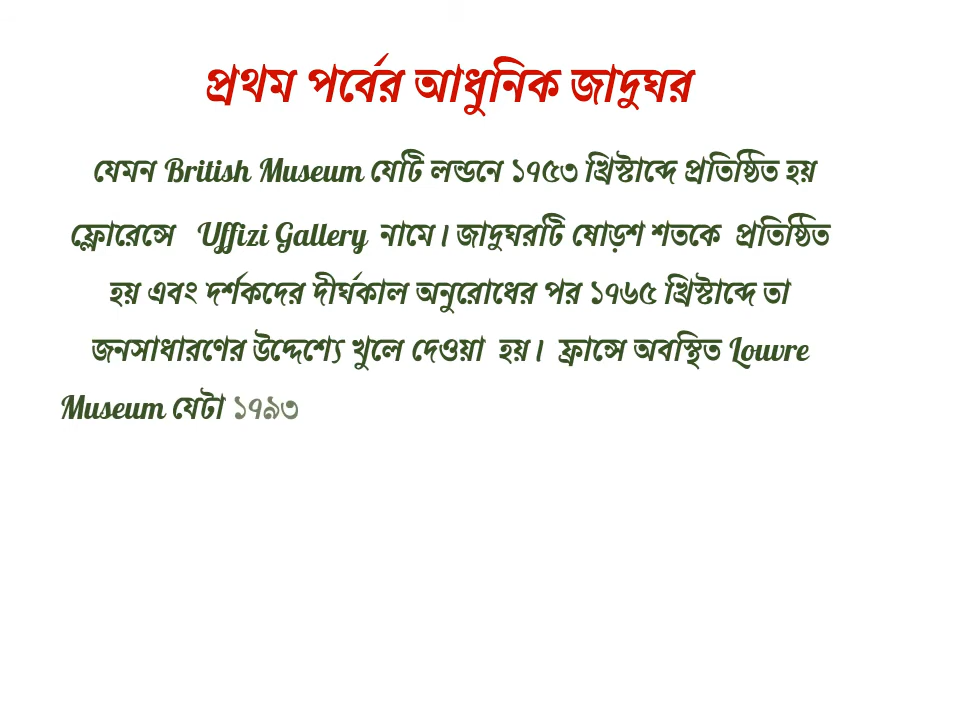 প্রথম পর্বের আধুনিক জাদুঘর
যেমন British Museum যেটি লন্ডনে ১৭৫৩ খ্রিস্টাব্দে প্রতিষ্ঠিত হয়
ফ্লোরেন্সে Uffizi Gallery নামে। জাদুঘরটি ষোড়শ শতকে প্রতিষ্ঠিত
হয় এবং দর্শকদের দীর্ঘকাল অনুরোধের পর ১৭৬৫ খ্রিস্টাব্দে তা
জনসাধারণের উদ্দেশ্যে খুলে দেওয়া হয়। ফ্রান্সে অবস্থিত Louvre
Museum যেটা ১৭৯৩